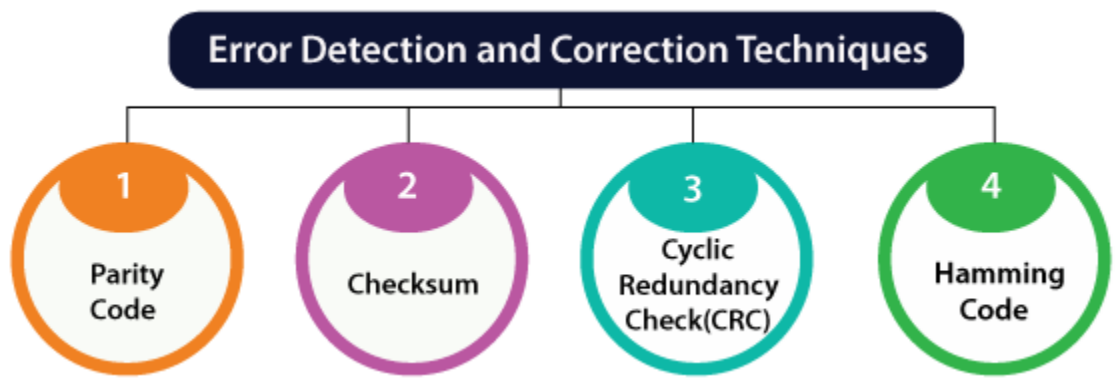 Error Detection and Correction Techniques
1
Parity
Code
2
Checksum
3
Cyclic
Redundancy
Check(CRC)
4
Hamming
Code